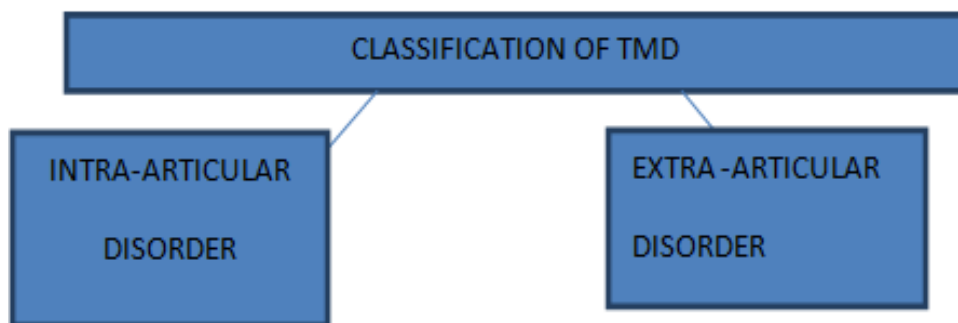 CLASSIFICATION OF TMD
INTRA-ARTICULAR
DISORDER
EXTRA -ARTICULAR
DISORDER